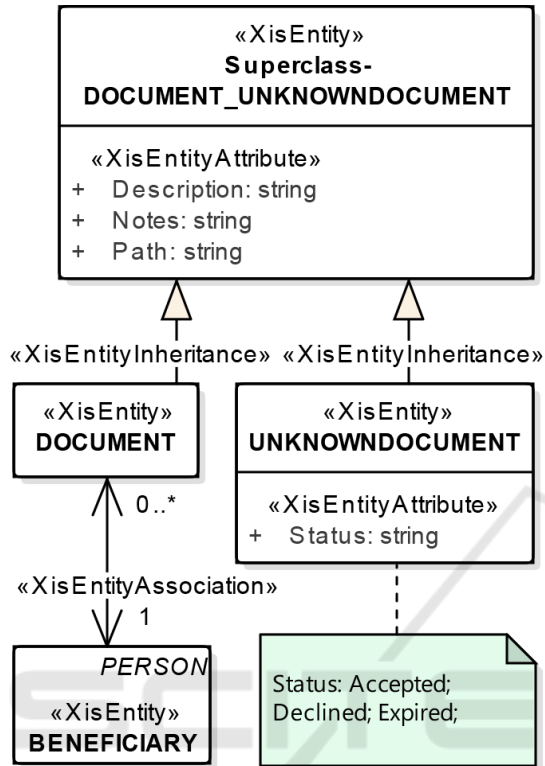 «XisEntity»
Superclass-
DOCUMENT_UNKNOWNDOCUMENT
«XisEntityAttribute»
+ Description: string
+ Notes: string
+ Path: string
«XisEntityInheritance» «XisEntityInheritance»
«XisEntity»
DOCUMENT
«XisEntity»
UNKNOWNDOCUMENT
«XisEntityAttribute»
+ Status: string
0..*
«XisEntityAssociation»
1
PERSON
«XisEntity»
BENEFICIARY
Status: Accepted;
Declined; Expired;